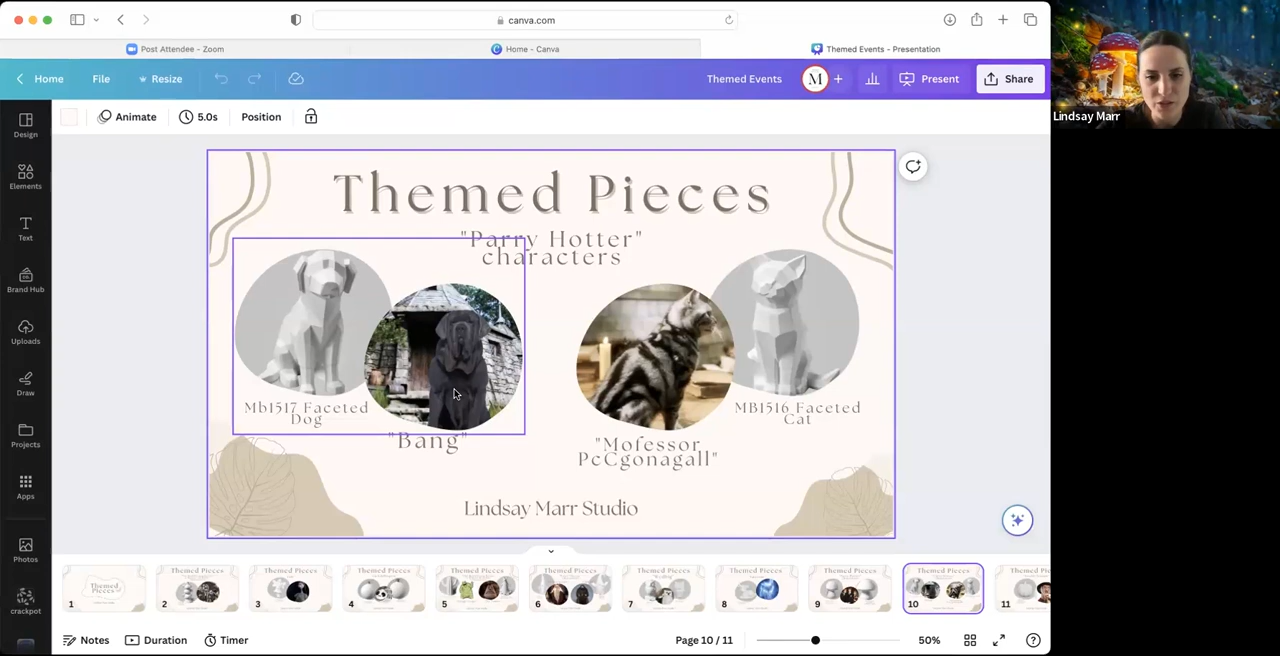 canva.com
Post Attendee - Zoom
Home - Canva
Themed Events - Presentation
Home
File
Resize
Themed Events
M
Present
Share
Lindsay Marr
Animate
5.0s
Position
Design
Elements
Text
Brand Hub
Uploads
Draw
Projects
Apps
Photos
crackpot
Themed Pieces
"Parry Hotter"
characters
Mb1517 Faceted
Dog
"Bang"
"Mofessor
PcCgonagall"
MB1516 Faceted
Cat
Lindsay Marr Studio
1
2
3
4
5
6
7
8
9
10
11
Notes
Duration
Timer
Page 10 / 11
50%